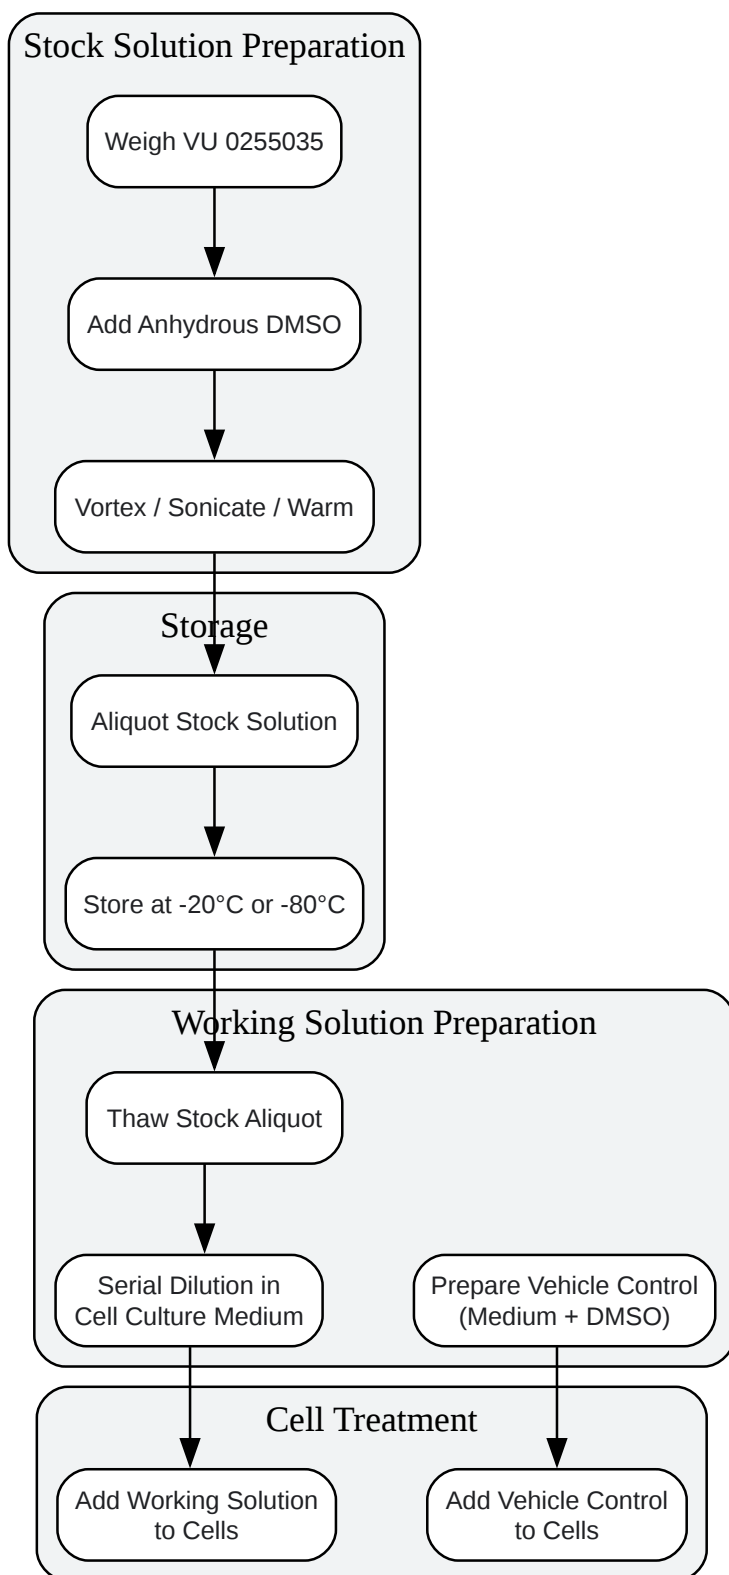 Stock Solution Preparation
Weigh VU 0255035
Add Anhydrous DMSO
Vortex / Sonicate / Warm
Storage
Aliquot Stock Solution
Store at -20°C or -80°C
Working Solution Preparation
Thaw Stock Aliquot
Serial Dilution in
Cell Culture Medium
Prepare Vehicle Control
(Medium + DMSO)
Cell Treatment
Add Working Solution
to Cells
Add Vehicle Control
to Cells